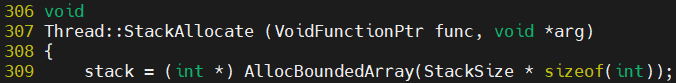 306 void
307 Thread::StackAllocate (VoidFunctionPtr func, void *arg)
308 {
309     stack = (int *) AllocBoundedArray(StackSize * sizeof(int));